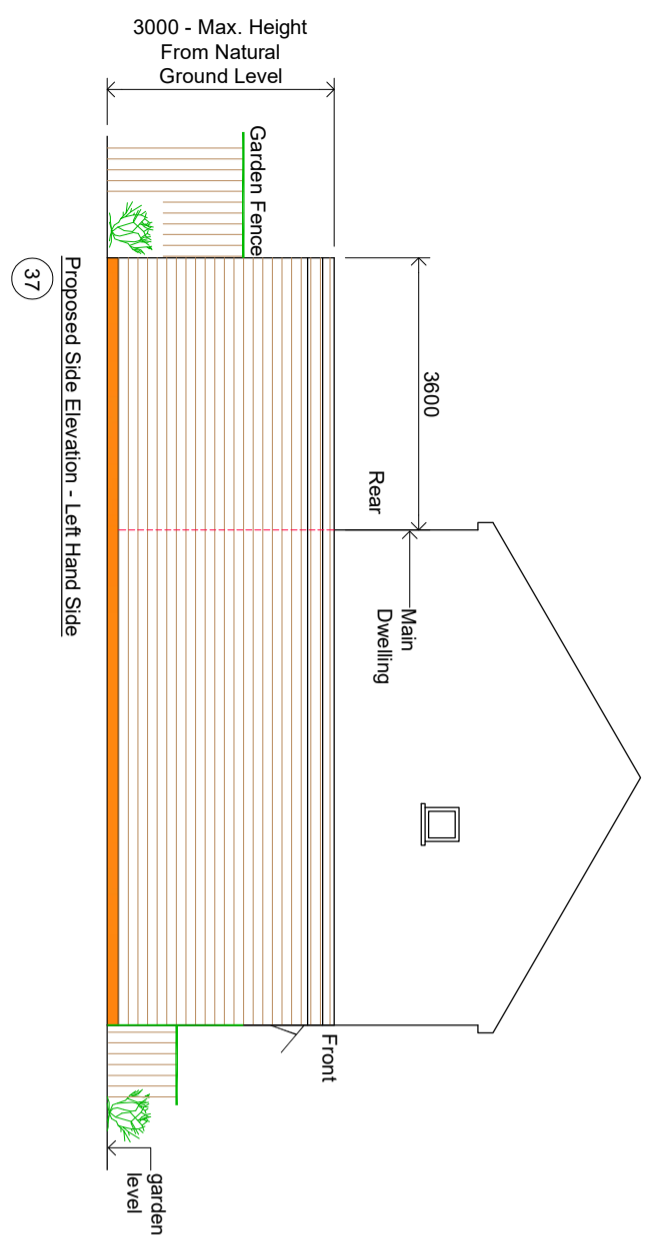 3000 - Max. Height
From Natural
Ground Level
Garden Fence
3600
Rear
Main
Dwelling
Front
garden
level
Proposed Side Elevation - Left Hand Side
37